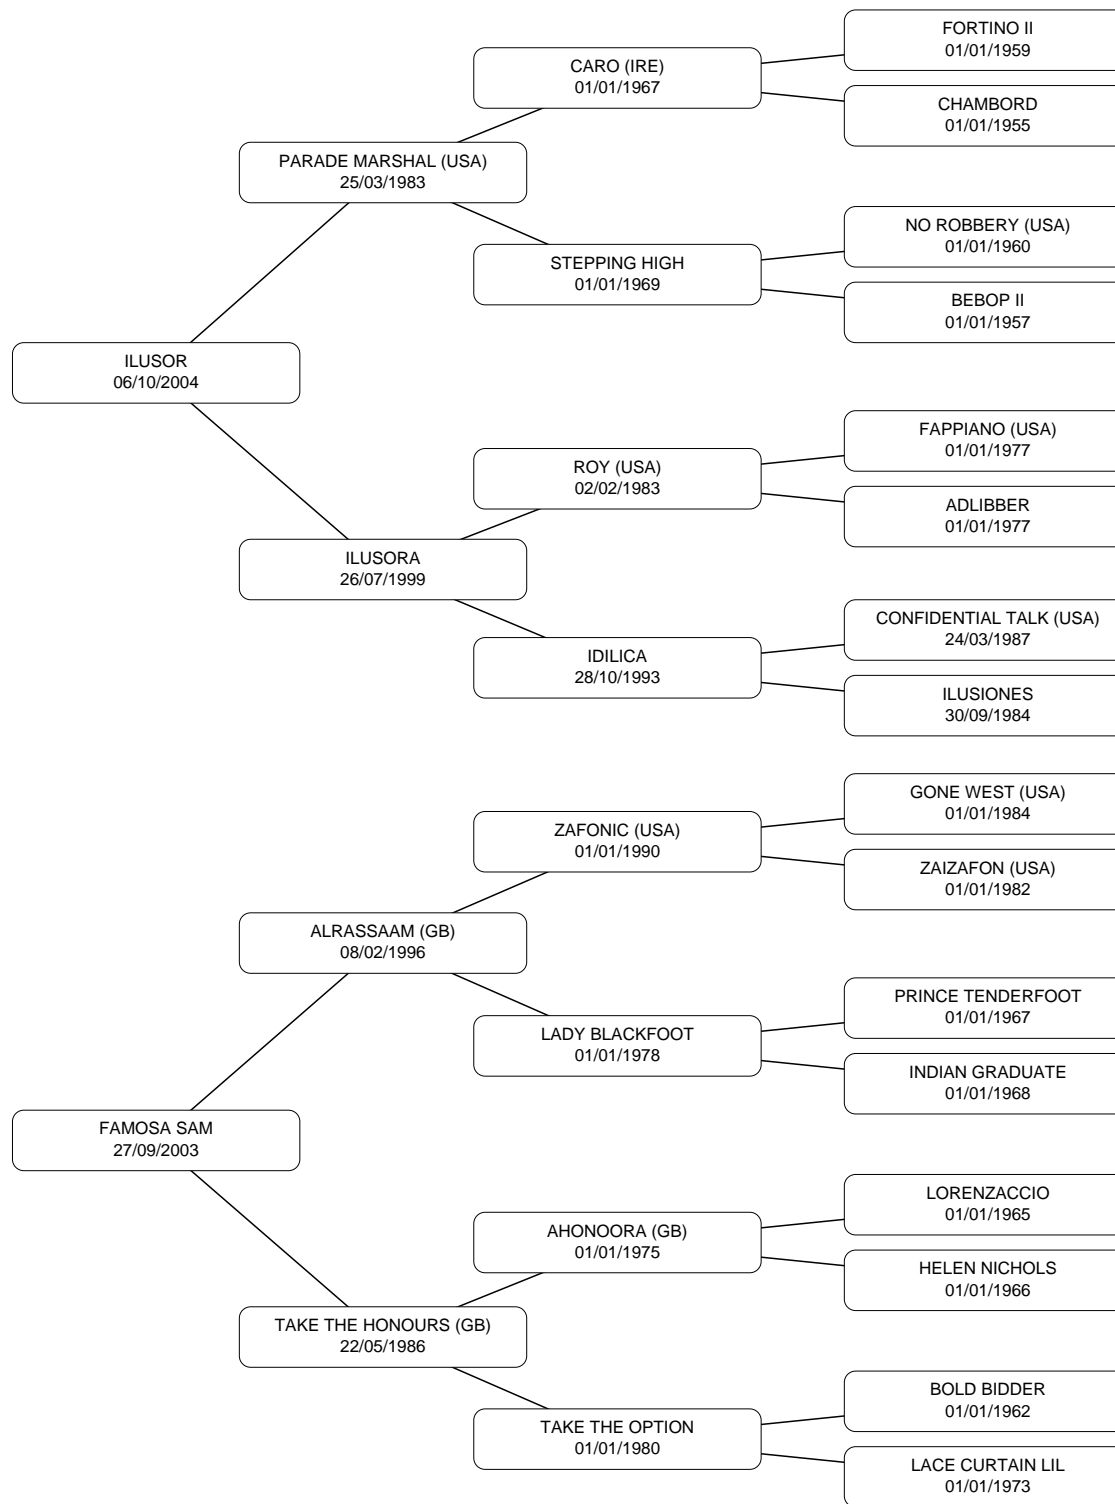 FORTINO II
01/01/1959
CARO (IRE)
01/01/1967
CHAMBORD
01/01/1955
PARADE MARSHAL (USA)
25/03/1983
NO ROBBERY (USA)
01/01/1960
STEPPING HIGH
01/01/1969
BEBOP II
01/01/1957
ILUSOR
06/10/2004
FAPPIANO (USA)
01/01/1977
ROY (USA)
02/02/1983
ADLIBBER
01/01/1977
ILUSORA
26/07/1999
CONFIDENTIAL TALK (USA)
24/03/1987
IDILICA
28/10/1993
ILUSIONES
30/09/1984
GONE WEST (USA)
01/01/1984
ZAFONIC (USA)
01/01/1990
ZAIZAFON (USA)
01/01/1982
ALRASSAAM (GB)
08/02/1996
PRINCE TENDERFOOT
01/01/1967
LADY BLACKFOOT
01/01/1978
INDIAN GRADUATE
01/01/1968
FAMOSA SAM
27/09/2003
LORENZACCIO
01/01/1965
AHONOORA (GB)
01/01/1975
HELEN NICHOLS
01/01/1966
TAKE THE HONOURS (GB)
22/05/1986
BOLD BIDDER
01/01/1962
TAKE THE OPTION
01/01/1980
LACE CURTAIN LIL
01/01/1973